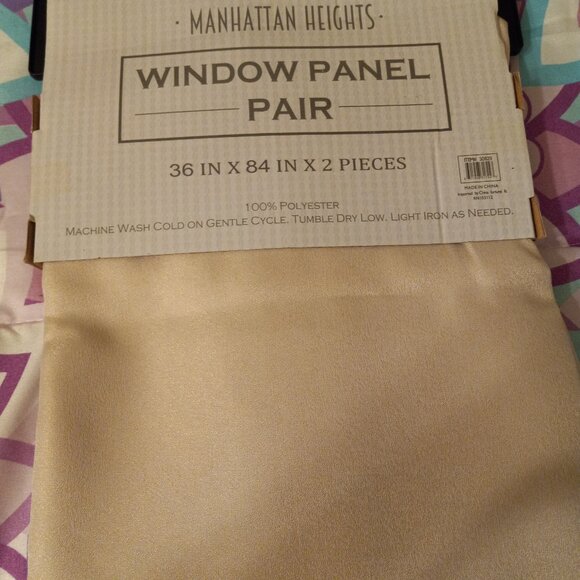 · MANHATTAN HEIGHTS ·
WINDOW PANEL
PAIR
36 IN X 84 IN X 2 PIECES
100% POLYESTER
MACHINE WASH COLD ON GENTLE CYCLE. TUMBLE DRY LOW. LIGHT IRON AS NEEDED.
ITEM#
MADE IN CHINA